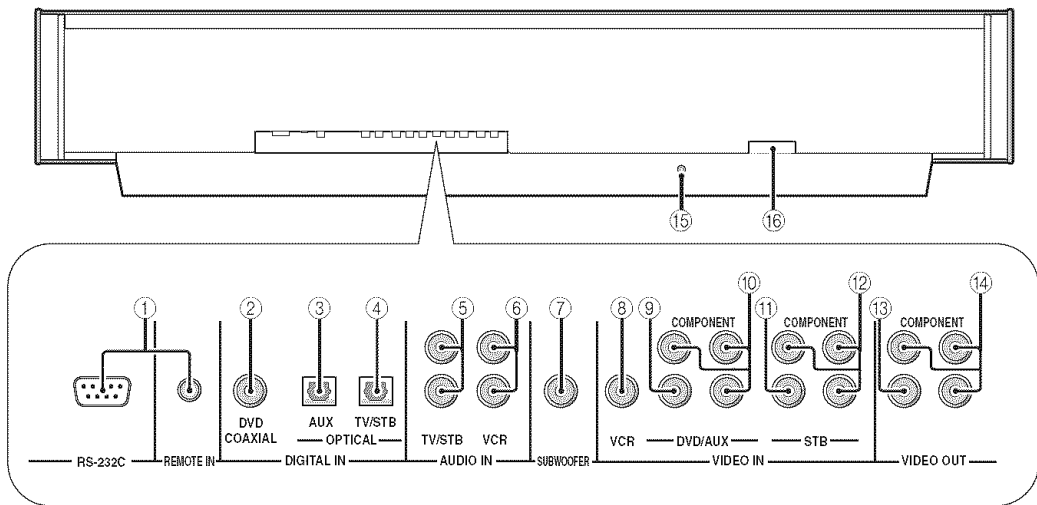 ⑮ ⑯
① ② ③ ④ ⑤ ⑥ ⑦ ⑧ ⑨ ⑩ ⑪ ⑫ ⑬ ⑭
COMPONENT COMPONENT COMPONENT
DVD COAXIAL
AUX TV/STB
OPTICAL
TV/STB VCR
VCR DVD/AUX STB
RS-232C REMOTE IN DIGITAL IN AUDIO IN SUBWOOFER VIDEO IN VIDEO OUT